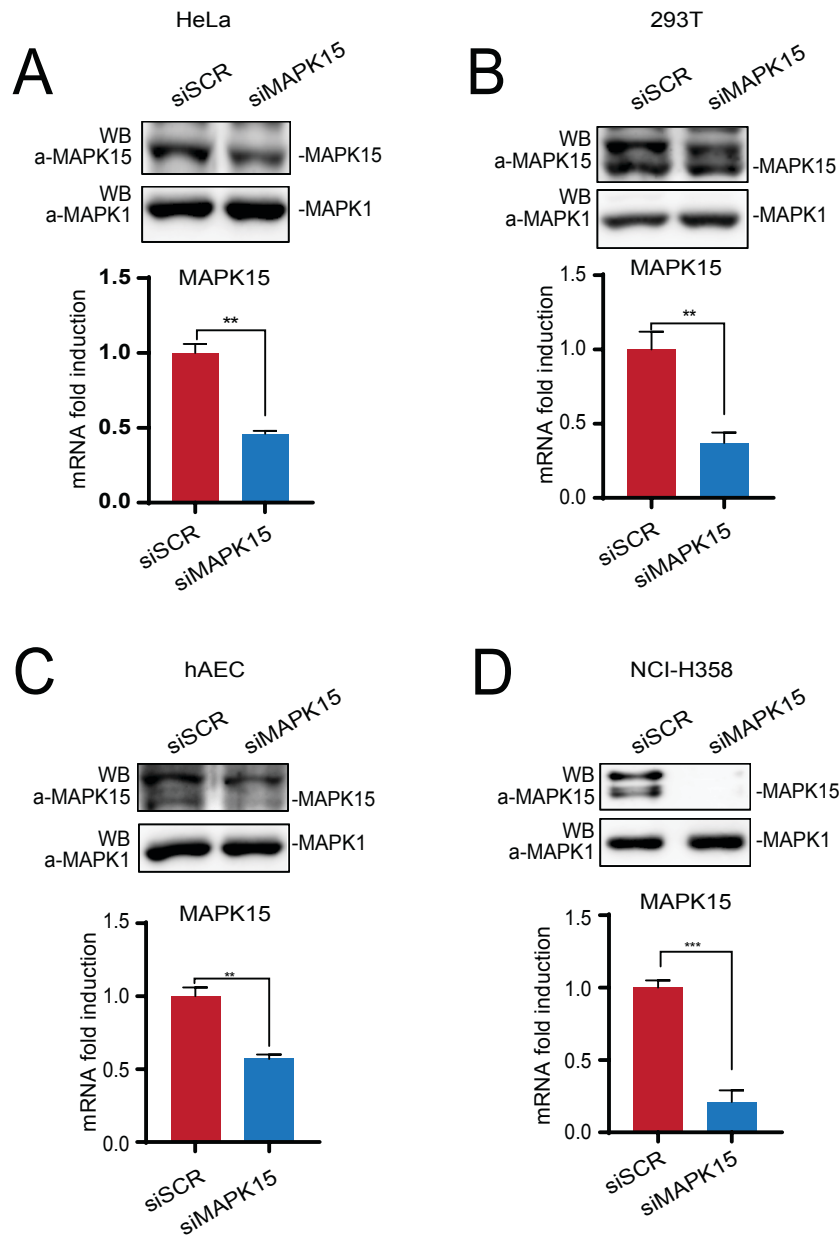 HeLa
A
siSCR
siMAPK15
WB
a-MAPK15
-MAPK15
WB
a-MAPK1
-MAPK1
MAPK15
mRNA fold induction
1.5
1.0
0.5
0.0
**
siSCR
siMAPK15
293T
B
siSCR
siMAPK15
WB
a-MAPK15
-MAPK15
WB
a-MAPK1
-MAPK1
MAPK15
mRNA fold induction
1.5
1.0
0.5
0.0
**
siSCR
siMAPK15
hAEC
C
siSCR
siMAPK15
WB
a-MAPK15
-MAPK15
WB
a-MAPK1
-MAPK1
MAPK15
mRNA fold induction
1.5
1.0
0.5
0.0
**
siSCR
siMAPK15
NCI-H358
D
siSCR
siMAPK15
WB
a-MAPK15
-MAPK15
WB
a-MAPK1
-MAPK1
MAPK15
mRNA fold induction
1.5
1.0
0.5
0.0
***
siSCR
siMAPK15